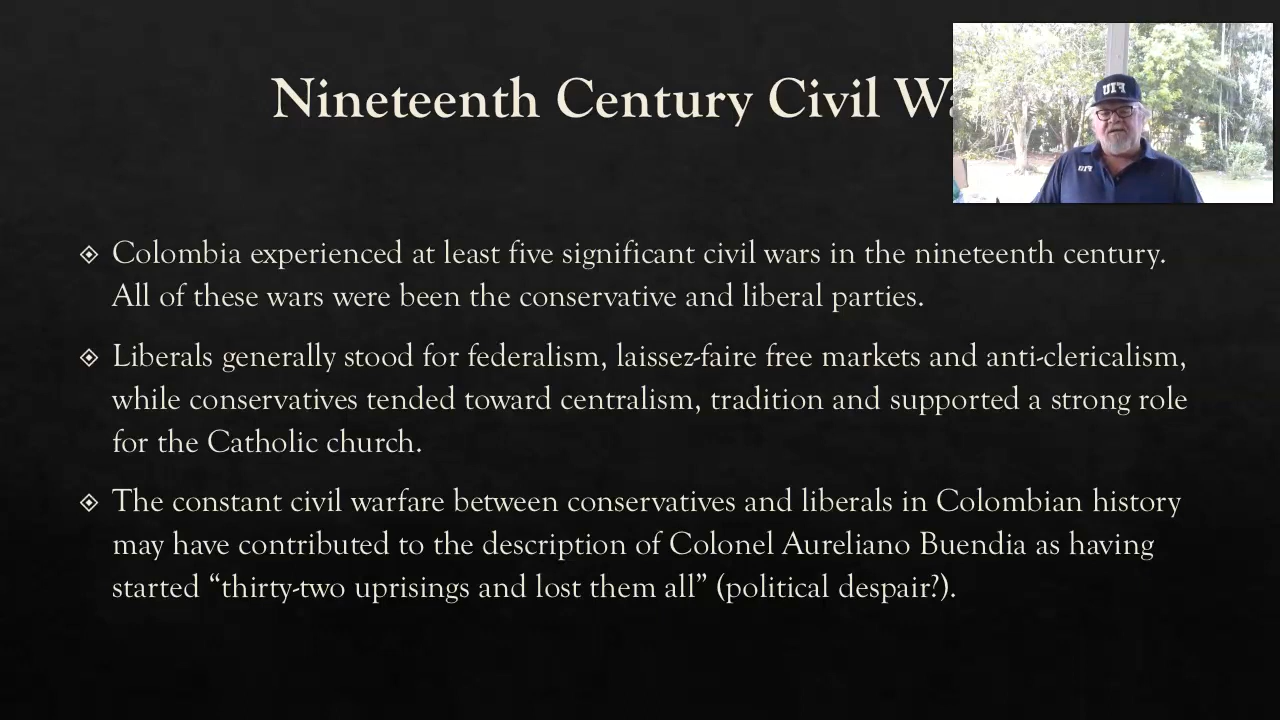 Nineteenth Century Civil Wa
FIU
FIU
Colombia experienced at least five significant civil wars in the nineteenth century.
All of these wars were been the conservative and liberal parties.
Liberals generally stood for federalism, laissez-faire free markets and anti-clericalism,
while conservatives tended toward centralism, tradition and supported a strong role
for the Catholic church.
The constant civil warfare between conservatives and liberals in Colombian history
may have contributed to the description of Colonel Aureliano Buendia as having
started “thirty-two uprisings and lost them all” (political despair?).